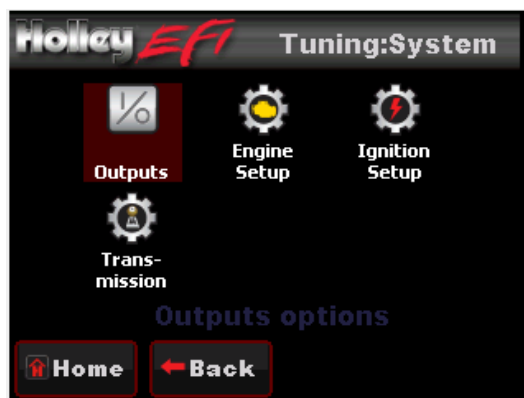 Holley EFI
Tuning:System
I/O
Outputs
Engine
Setup
Ignition
Setup
Trans-
mission
Outputs options
Home
Back